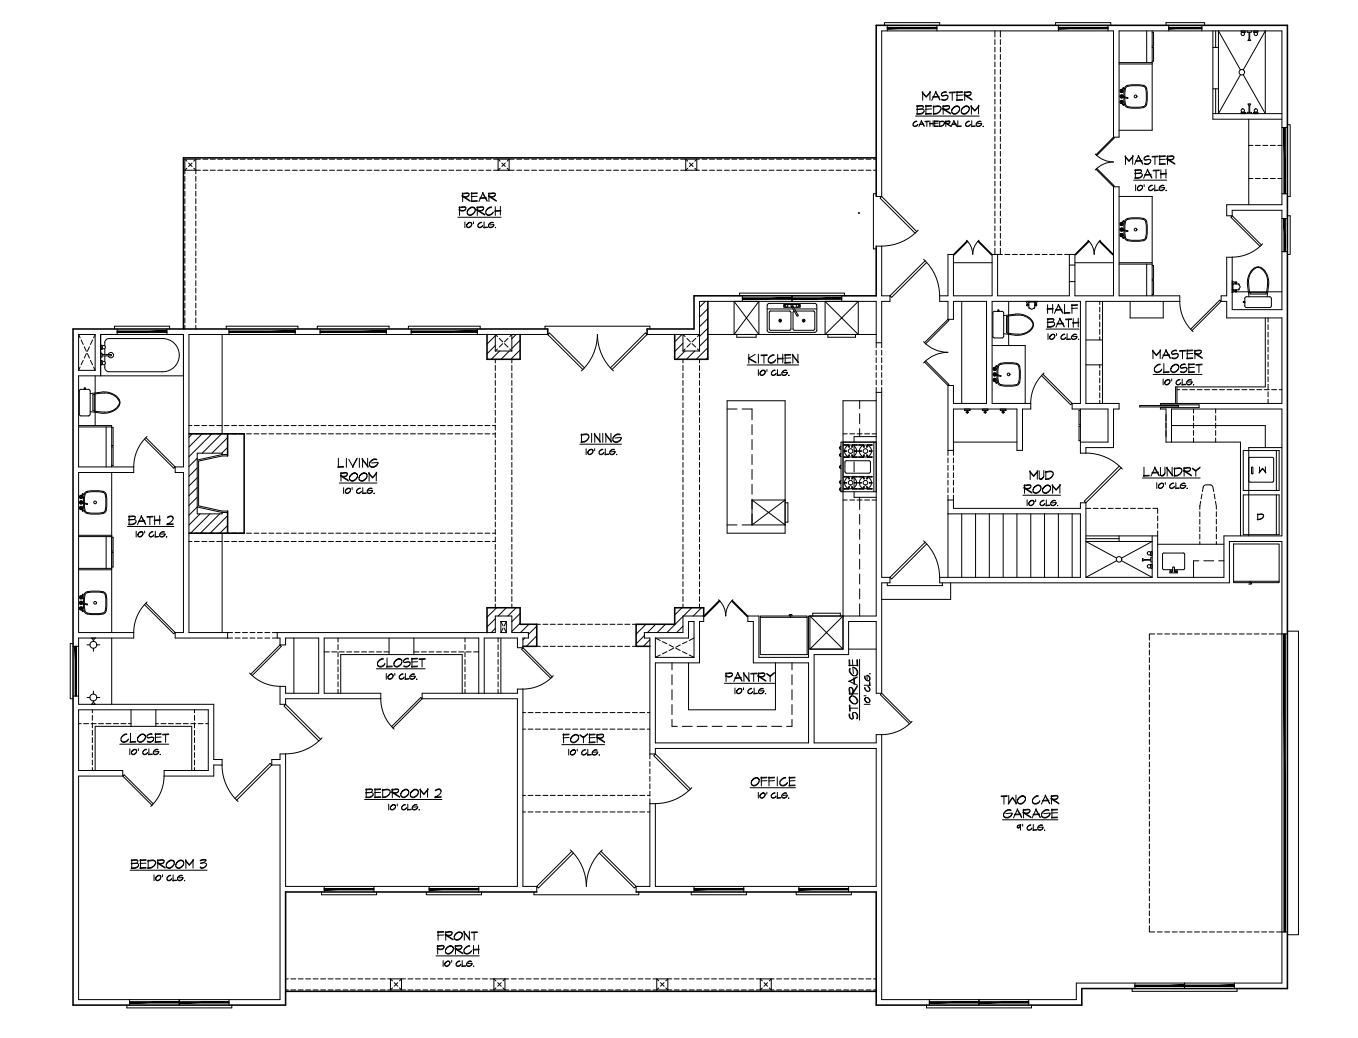 MASTER
BEDROOM
CATHEDRAL CLG.
MASTER
BATH
10' CLG.
REAR
PORCH
10' CLG.
HALF
BATH
10' CLG.
KITCHEN
10' CLG.
MASTER
CLOSET
10' CLG.
DINING
10' CLG.
LIVING
ROOM
10' CLG.
MUD
ROOM
10' CLG.
LAUNDRY
10' CLG.
W
D
BATH 2
10' CLG.
CLOSET
10' CLG.
PANTRY
10' CLG.
STORAGE
10' CLG.
CLOSET
10' CLG.
FOYER
10' CLG.
BEDROOM 2
10' CLG.
OFFICE
10' CLG.
TWO CAR
GARAGE
9' CLG.
BEDROOM 3
10' CLG.
FRONT
PORCH
10' CLG.